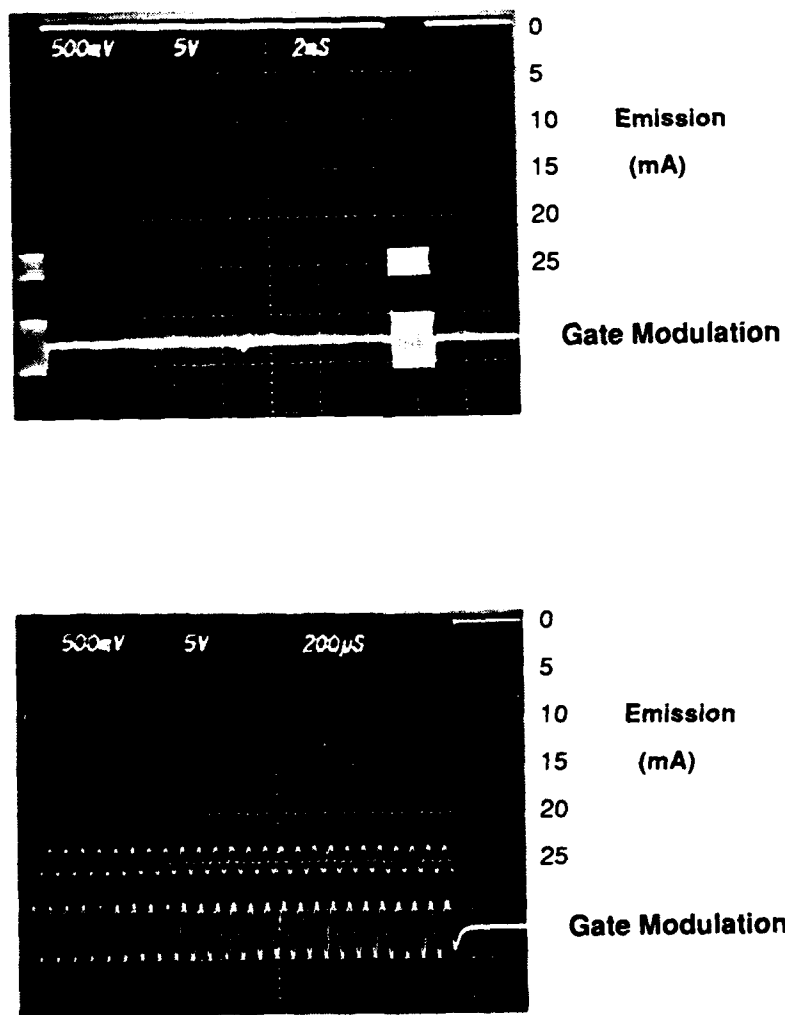 500mV 5V 2mS
0
5
10 Emission
15 (mA)
20
25
Gate Modulation
500mV 5V 200µS
0
5
10 Emission
15 (mA)
20
25
Gate Modulation